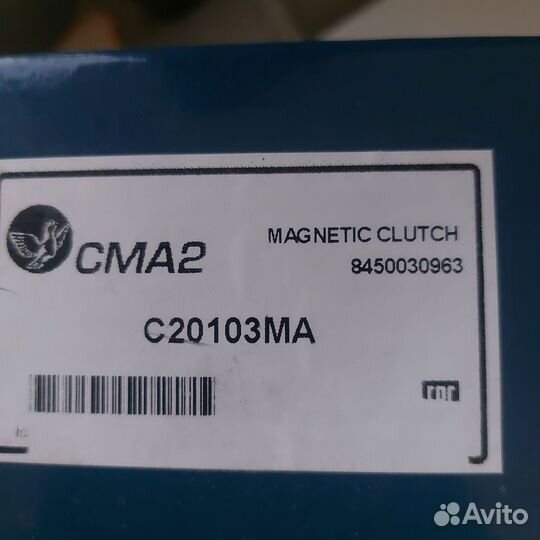 CMA2
MAGNETIC CLUTCH
8450030963
C20103MA
Avito